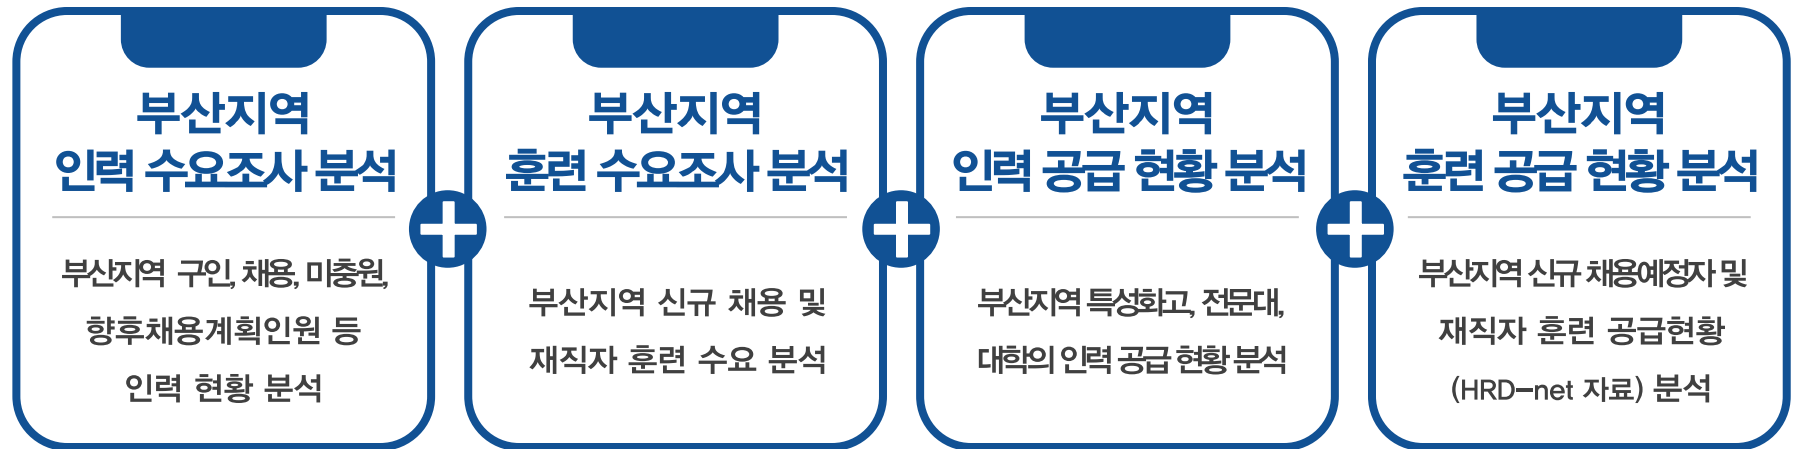 부산지역
인력 수요조사 분석
부산지역 구인, 채용, 미충원,
향후채용계획인원 등
인력 현황 분석
부산지역
훈련 수요조사 분석
부산지역 신규 채용 및
재직자 훈련 수요 분석
부산지역
인력 공급 현황 분석
부산지역 특성화고, 전문대,
대학의 인력 공급 현황 분석
부산지역
훈련 공급 현황 분석
부산지역 신규 채용예정자 및
재직자 훈련 공급현황
(HRD-net 자료) 분석